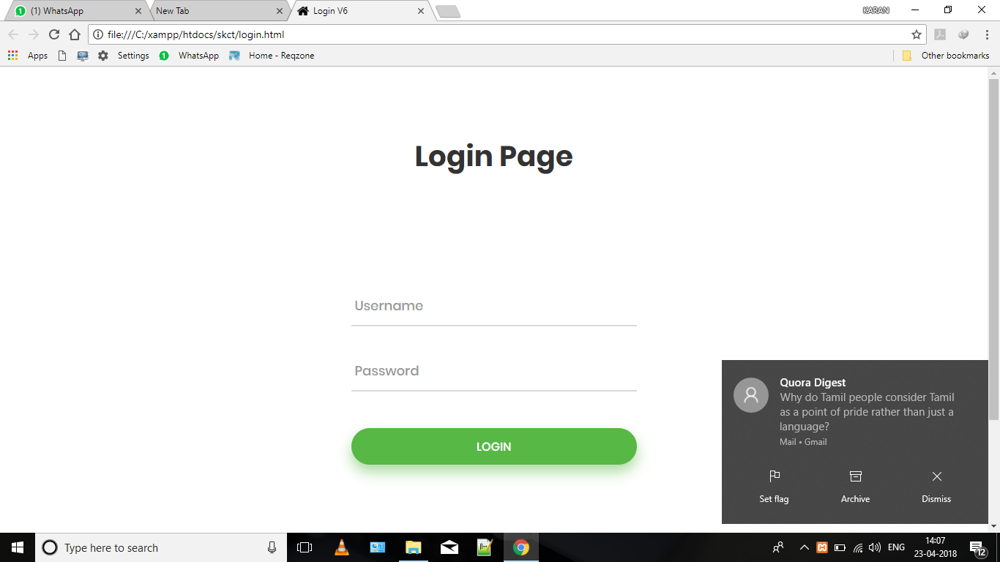 (1) WhatsApp
New Tab
Login V6
KARAN
file:///C:/xampp/htdocs/skct/login.html
Apps
Settings
WhatsApp
Home - Reqzone
Other bookmarks
Login Page
Username
Password
LOGIN
Quora Digest
Why do Tamil people consider Tamil
as a point of pride rather than just a
language?
Mail • Gmail
Set flag
Archive
Dismiss
Type here to search
ENG
14:07
23-04-2018
12